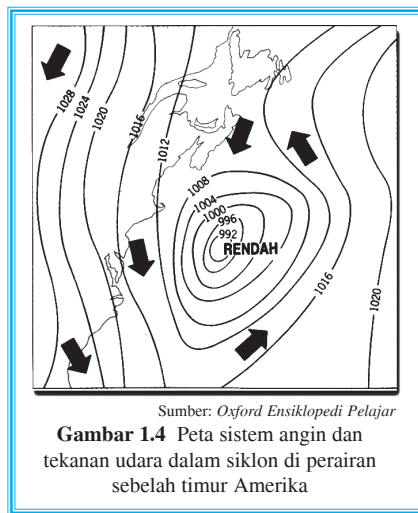 1028
1024
1020
1016
1012
1008
1004
1000
996
992
RENDAH
1016
1020
Sumber: Oxford Ensiklopedi Pelajar
Gambar 1.4 Peta sistem angin dan
tekanan udara dalam siklon di perairan
sebelah timur Amerika